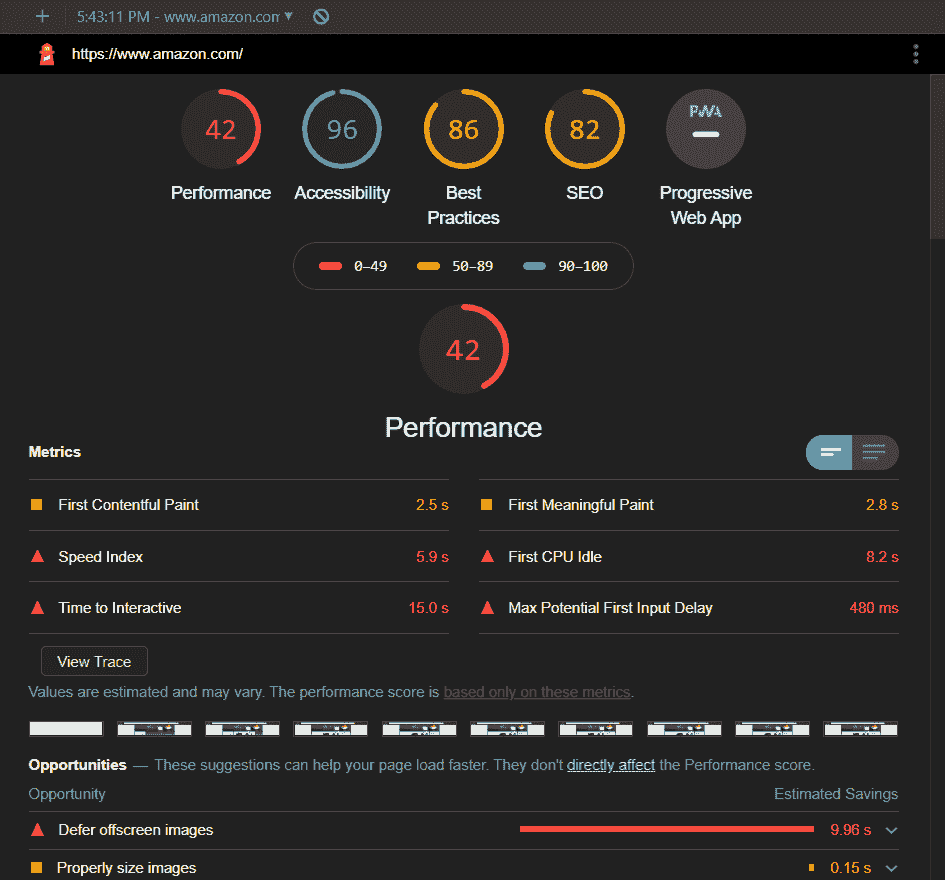 5:43:11 PM - www.amazon.con
https://www.amazon.com/
42 96 86 82 PWA
Performance Accessibility Best Practices SEO Progressive Web App
0–49 50–89 90–100
42
Performance
Metrics
First Contentful Paint 2.5 s First Meaningful Paint 2.8 s
Speed Index 5.9 s First CPU Idle 8.2 s
Time to Interactive 15.0 s Max Potential First Input Delay 480 ms
View Trace
Values are estimated and may vary. The performance score is based only on these metrics.
Opportunities — These suggestions can help your page load faster. They don't directly affect the Performance score.
Opportunity Estimated Savings
Defer offscreen images 9.96 s
Properly size images 0.15 s